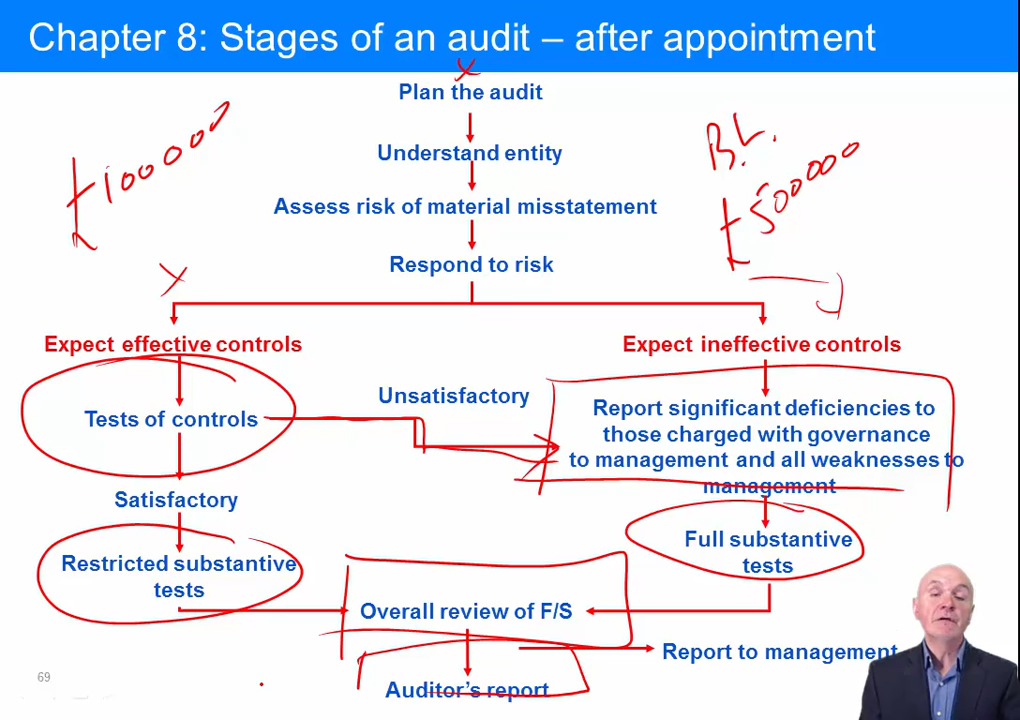 Chapter 8: Stages of an audit – after appointment
Plan the audit
£100000
B.L.
£500000
Understand entity
Assess risk of material misstatement
Respond to risk
Expect effective controls
Expect ineffective controls
Unsatisfactory
Tests of controls
Report significant deficiencies to
those charged with governance
to management and all weaknesses to
management
Satisfactory
Full substantive
tests
Restricted substantive
tests
Overall review of F/S
Report to management
Auditor's report
69